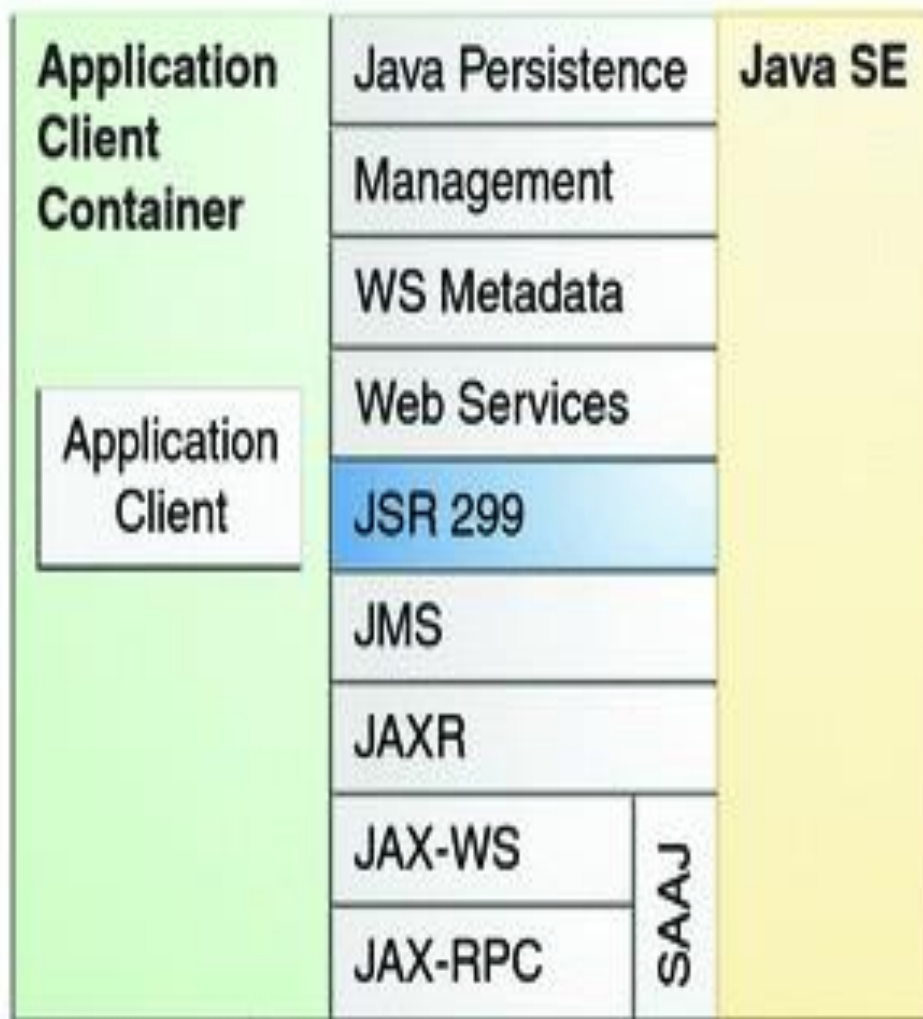 Application
Client
Container
Application
Client
Java Persistence
Management
WS Metadata
Web Services
JSR 299
JMS
JAXR
JAX-WS
JAX-RPC
SAAJ
Java SE